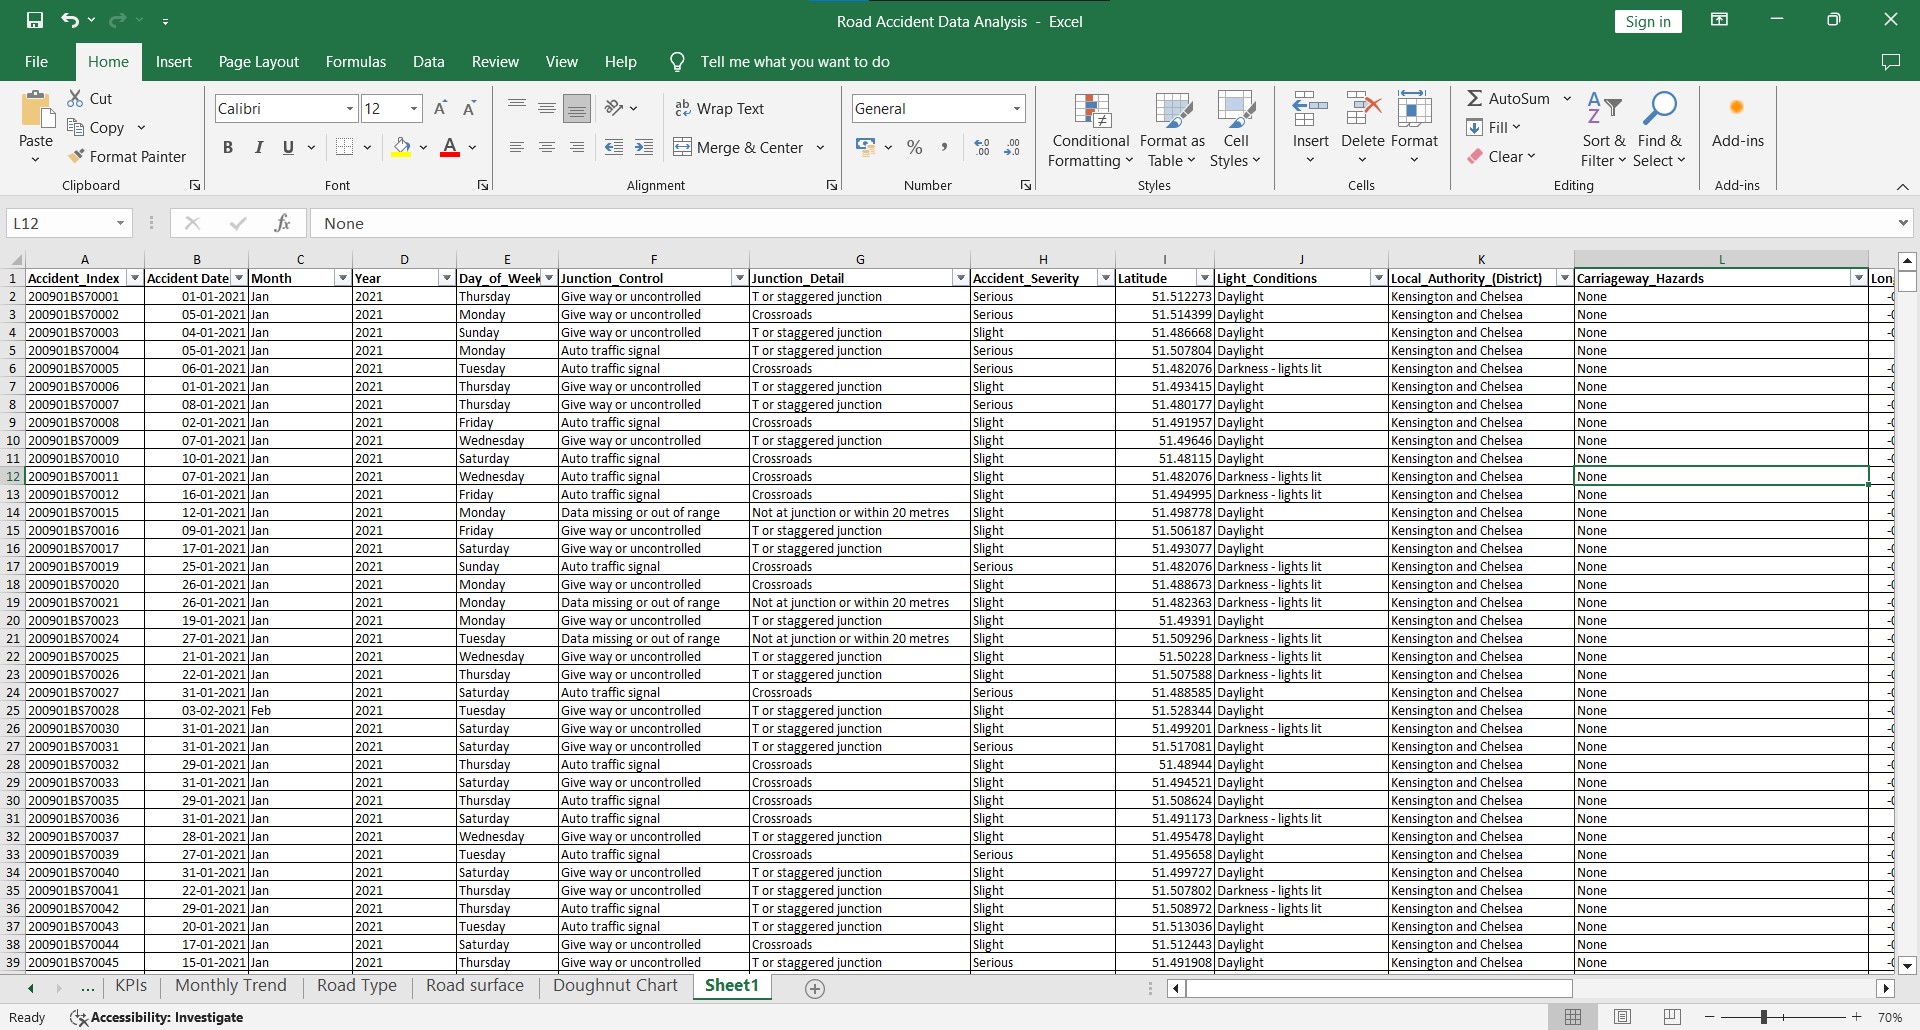 Road Accident Data Analysis - Excel
Sign in
File Home Insert Page Layout Formulas Data Review View Help Tell me what you want to do
Paste Cut Copy Format Painter Clipboard
Calibri 12 B I U A Font
ab Wrap Text Merge & Center Alignment
General % , Number
Conditional Formatting Format as Table Cell Styles Styles
Insert Delete Format Cells
AutoSum Fill Clear Sort & Filter Find & Select Editing
Add-ins Add-ins
L12 fx None
A B C D E F G H I J K L
1 Accident_Index Accident Date Month Year Day_of_Week Junction_Control Junction_Detail Accident_Severity Latitude Light_Conditions Local_Authority_(District) Carriageway_Hazards Lon
2 200901BS70001 01-01-2021 Jan 2021 Thursday Give way or uncontrolled T or staggered junction Serious 51.512273 Daylight Kensington and Chelsea None
3 200901BS70002 05-01-2021 Jan 2021 Monday Give way or uncontrolled Crossroads Serious 51.514399 Daylight Kensington and Chelsea None
4 200901BS70003 04-01-2021 Jan 2021 Sunday Give way or uncontrolled T or staggered junction Slight 51.486668 Daylight Kensington and Chelsea None
5 200901BS70004 05-01-2021 Jan 2021 Monday Auto traffic signal T or staggered junction Serious 51.507804 Daylight Kensington and Chelsea None
6 200901BS70005 06-01-2021 Jan 2021 Tuesday Auto traffic signal Crossroads Serious 51.482076 Darkness - lights lit Kensington and Chelsea None
7 200901BS70006 01-01-2021 Jan 2021 Thursday Give way or uncontrolled T or staggered junction Slight 51.493415 Daylight Kensington and Chelsea None
8 200901BS70007 08-01-2021 Jan 2021 Thursday Give way or uncontrolled T or staggered junction Serious 51.480177 Daylight Kensington and Chelsea None
9 200901BS70008 02-01-2021 Jan 2021 Friday Auto traffic signal Crossroads Slight 51.491957 Daylight Kensington and Chelsea None
10 200901BS70009 07-01-2021 Jan 2021 Wednesday Give way or uncontrolled T or staggered junction Slight 51.49646 Daylight Kensington and Chelsea None
11 200901BS70010 10-01-2021 Jan 2021 Saturday Auto traffic signal Crossroads Slight 51.48115 Daylight Kensington and Chelsea None
12 200901BS70011 07-01-2021 Jan 2021 Wednesday Auto traffic signal Crossroads Slight 51.482076 Darkness - lights lit Kensington and Chelsea None
13 200901BS70012 16-01-2021 Jan 2021 Friday Auto traffic signal Crossroads Slight 51.494995 Darkness - lights lit Kensington and Chelsea None
14 200901BS70015 12-01-2021 Jan 2021 Monday Data missing or out of range Not at junction or within 20 metres Slight 51.498778 Daylight Kensington and Chelsea None
15 200901BS70016 09-01-2021 Jan 2021 Friday Give way or uncontrolled T or staggered junction Slight 51.506187 Daylight Kensington and Chelsea None
16 200901BS70017 17-01-2021 Jan 2021 Saturday Give way or uncontrolled T or staggered junction Slight 51.493077 Daylight Kensington and Chelsea None
17 200901BS70019 25-01-2021 Jan 2021 Sunday Auto traffic signal Crossroads Serious 51.482076 Darkness - lights lit Kensington and Chelsea None
18 200901BS70020 26-01-2021 Jan 2021 Monday Give way or uncontrolled Crossroads Slight 51.488673 Darkness - lights lit Kensington and Chelsea None
19 200901BS70021 26-01-2021 Jan 2021 Monday Data missing or out of range Not at junction or within 20 metres Slight 51.482363 Darkness - lights lit Kensington and Chelsea None
20 200901BS70023 19-01-2021 Jan 2021 Monday Give way or uncontrolled T or staggered junction Slight 51.49391 Daylight Kensington and Chelsea None
21 200901BS70024 27-01-2021 Jan 2021 Tuesday Data missing or out of range Not at junction or within 20 metres Slight 51.509296 Darkness - lights lit Kensington and Chelsea None
22 200901BS70025 21-01-2021 Jan 2021 Wednesday Give way or uncontrolled T or staggered junction Slight 51.50228 Darkness - lights lit Kensington and Chelsea None
23 200901BS70026 22-01-2021 Jan 2021 Thursday Give way or uncontrolled T or staggered junction Slight 51.507588 Darkness - lights lit Kensington and Chelsea None
24 200901BS70027 31-01-2021 Jan 2021 Saturday Auto traffic signal Crossroads Serious 51.488585 Daylight Kensington and Chelsea None
25 200901BS70028 03-02-2021 Feb 2021 Tuesday Give way or uncontrolled T or staggered junction Slight 51.528344 Daylight Kensington and Chelsea None
26 200901BS70030 31-01-2021 Jan 2021 Saturday Give way or uncontrolled T or staggered junction Slight 51.499201 Darkness - lights lit Kensington and Chelsea None
27 200901BS70031 31-01-2021 Jan 2021 Saturday Give way or uncontrolled T or staggered junction Serious 51.517081 Daylight Kensington and Chelsea None
28 200901BS70032 29-01-2021 Jan 2021 Thursday Auto traffic signal Crossroads Slight 51.48944 Daylight Kensington and Chelsea None
29 200901BS70033 31-01-2021 Jan 2021 Saturday Give way or uncontrolled Crossroads Slight 51.494521 Daylight Kensington and Chelsea None
30 200901BS70035 29-01-2021 Jan 2021 Thursday Auto traffic signal Crossroads Slight 51.508624 Daylight Kensington and Chelsea None
31 200901BS70036 31-01-2021 Jan 2021 Saturday Auto traffic signal Crossroads Slight 51.491173 Darkness - lights lit Kensington and Chelsea None
32 200901BS70037 28-01-2021 Jan 2021 Wednesday Give way or uncontrolled T or staggered junction Slight 51.495478 Daylight Kensington and Chelsea None
33 200901BS70039 27-01-2021 Jan 2021 Tuesday Auto traffic signal Crossroads Serious 51.495658 Daylight Kensington and Chelsea None
34 200901BS70040 31-01-2021 Jan 2021 Saturday Give way or uncontrolled T or staggered junction Slight 51.499727 Daylight Kensington and Chelsea None
35 200901BS70041 22-01-2021 Jan 2021 Thursday Give way or uncontrolled T or staggered junction Slight 51.507802 Darkness - lights lit Kensington and Chelsea None
36 200901BS70042 29-01-2021 Jan 2021 Thursday Auto traffic signal T or staggered junction Slight 51.508972 Darkness - lights lit Kensington and Chelsea None
37 200901BS70043 20-01-2021 Jan 2021 Tuesday Auto traffic signal T or staggered junction Slight 51.513036 Daylight Kensington and Chelsea None
38 200901BS70044 17-01-2021 Jan 2021 Saturday Give way or uncontrolled Crossroads Slight 51.512443 Daylight Kensington and Chelsea None
39 200901BS70045 15-01-2021 Jan 2021 Thursday Give way or uncontrolled T or staggered junction Serious 51.491908 Daylight Kensington and Chelsea None
... KPIs Monthly Trend Road Type Road surface Doughnut Chart Sheet1
Ready Accessibility: Investigate 70%